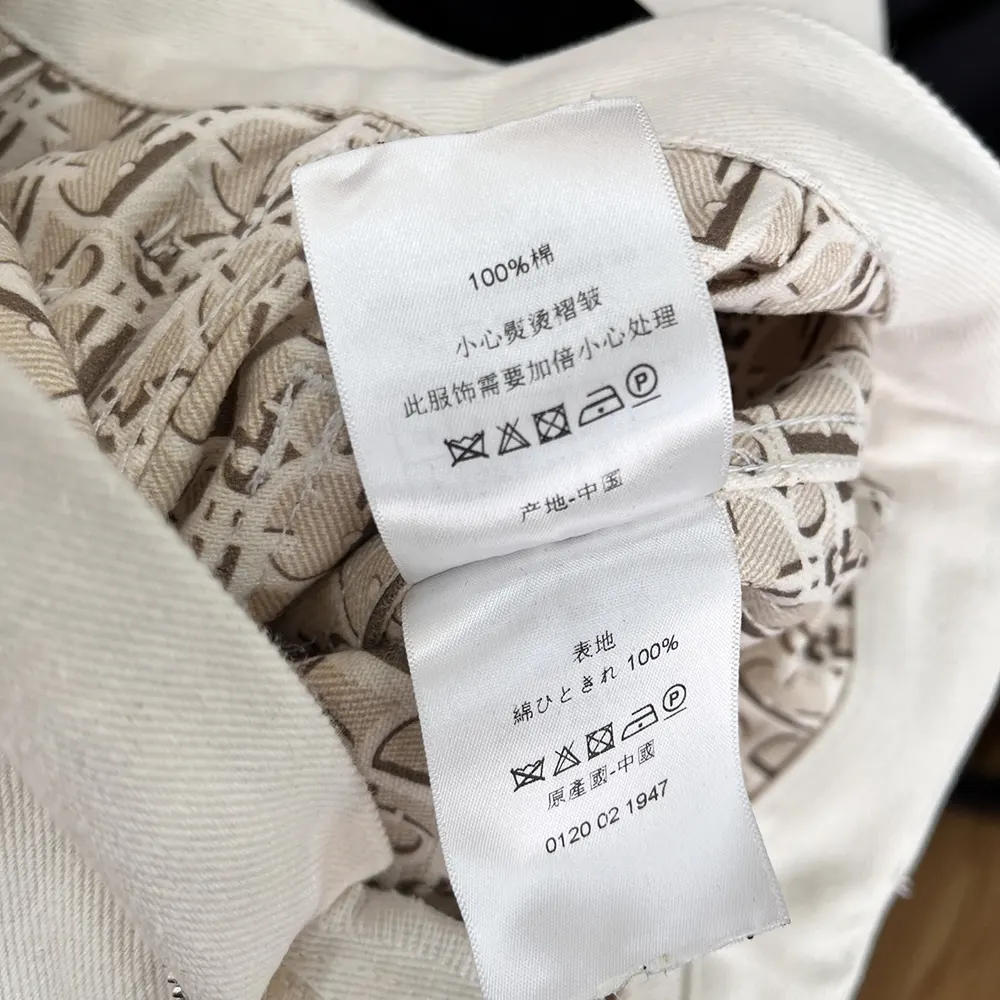 100%棉
小心熨烫褶皱
此服饰需要加倍小心处理
P
产地-中国
表地
綿ひときれ 100%
P
原產國-中國
0120 02 1947